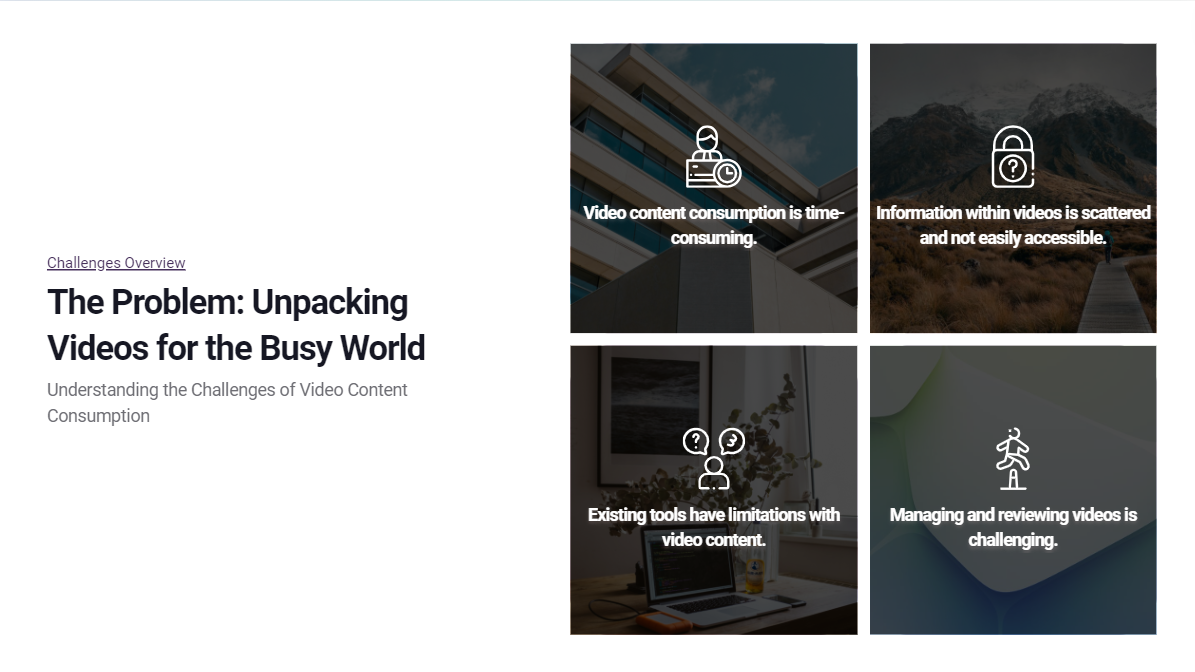 Challenges Overview
The Problem: Unpacking
Videos for the Busy World
Understanding the Challenges of Video Content
Consumption
Video content consumption is time-
consuming.
Information within videos is scattered
and not easily accessible.
Existing tools have limitations with
video content.
Managing and reviewing videos is
challenging.